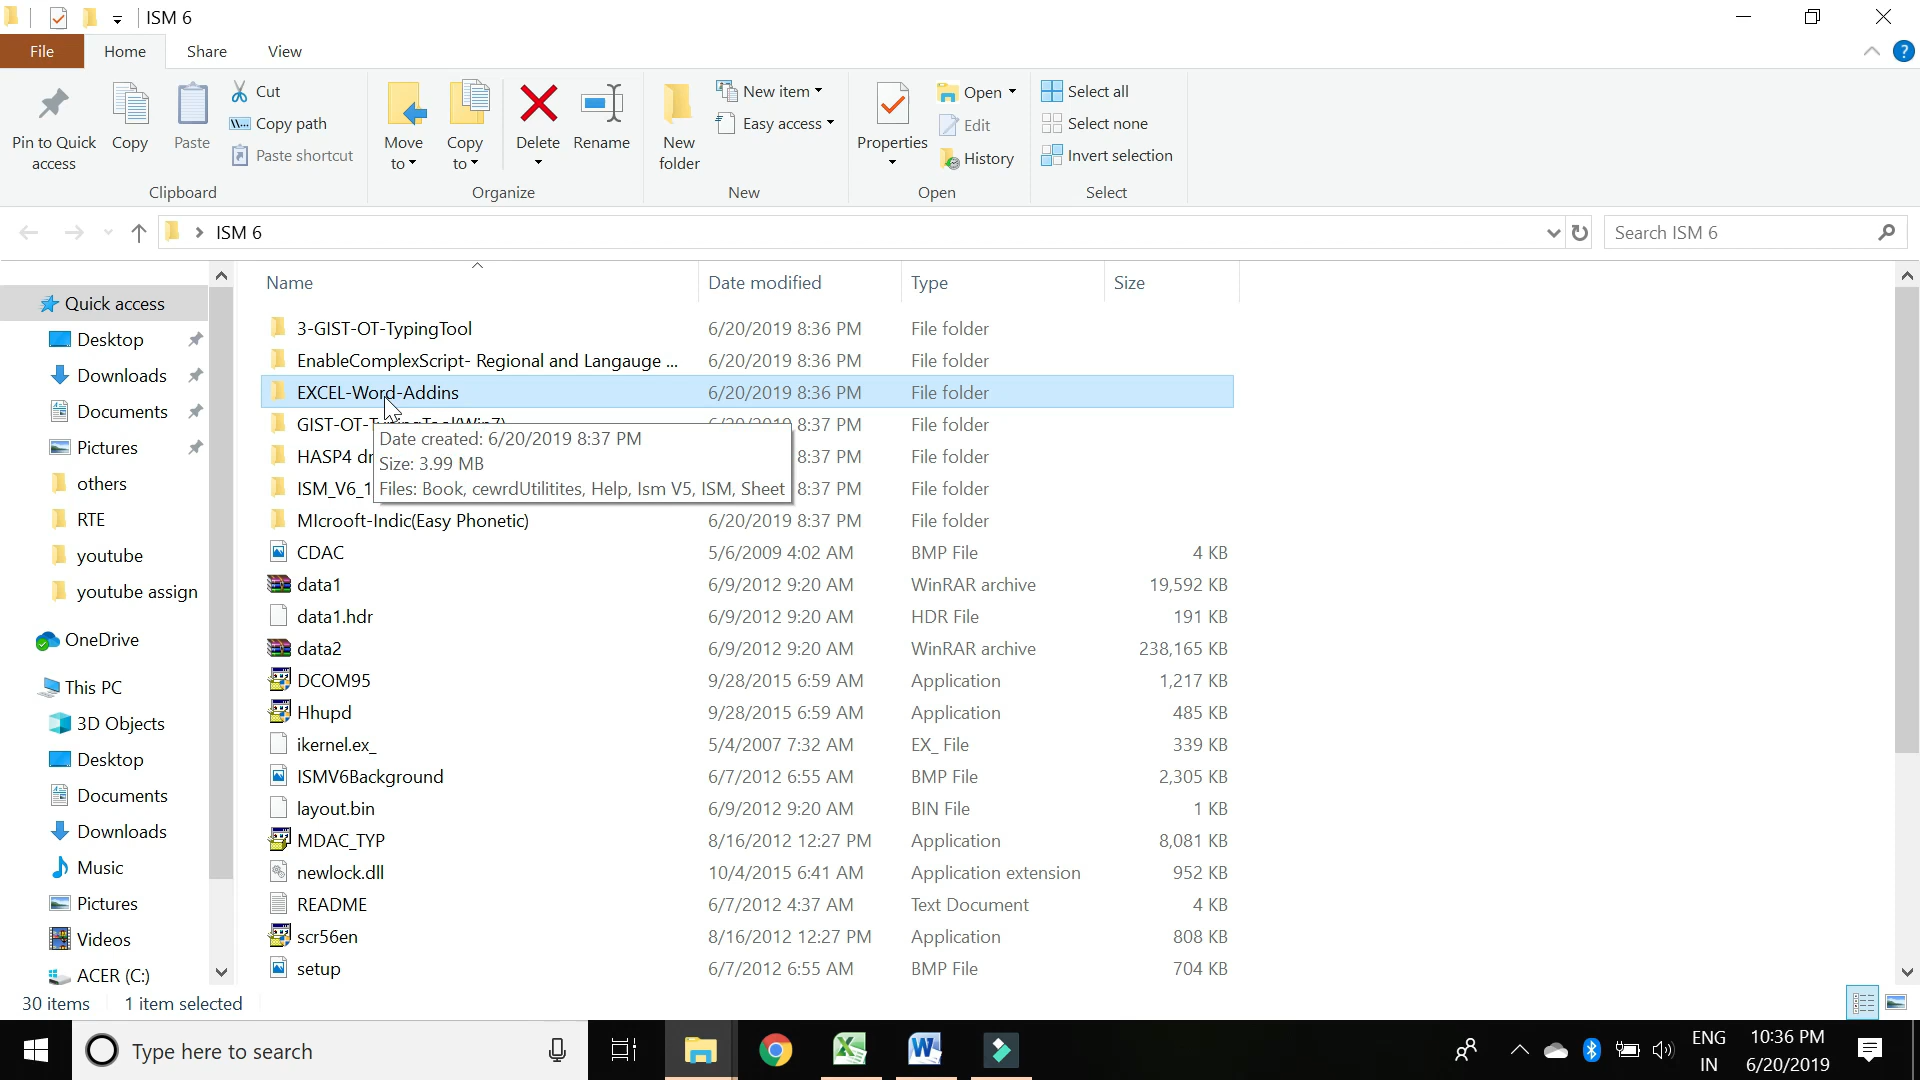 ISM 6
File Home Share View
Pin to Quick access
Copy
Paste
Cut
Copy path
Paste shortcut
Clipboard
Move to
Copy to
Delete
Rename
Organize
New folder
New item
Easy access
New
Properties
Open
Edit
History
Open
Select all
Select none
Invert selection
Select
ISM 6
Search ISM 6
Quick access
Desktop
Downloads
Documents
Pictures
others
RTE
youtube
youtube assign
OneDrive
This PC
3D Objects
Desktop
Documents
Downloads
Music
Pictures
Videos
ACER (C:)
Name Date modified Type Size
3-GIST-OT-TypingTool 6/20/2019 8:36 PM File folder
EnableComplexScript- Regional and Langauge ... 6/20/2019 8:36 PM File folder
EXCEL-Word-Addins 6/20/2019 8:36 PM File folder
GIST-OT- 8:37 PM File folder
HASP4 8:37 PM File folder
ISM_V6_1 8:37 PM File folder
MIcrooft-Indic(Easy Phonetic) 6/20/2019 8:37 PM File folder
CDAC 5/6/2009 4:02 AM BMP File 4 KB
data1 6/9/2012 9:20 AM WinRAR archive 19,592 KB
data1.hdr 6/9/2012 9:20 AM HDR File 191 KB
data2 6/9/2012 9:20 AM WinRAR archive 238,165 KB
DCOM95 9/28/2015 6:59 AM Application 1,217 KB
Hhupd 9/28/2015 6:59 AM Application 485 KB
ikernel.ex_ 5/4/2007 7:32 AM EX_ File 339 KB
ISMV6Background 6/7/2012 6:55 AM BMP File 2,305 KB
layout.bin 6/9/2012 9:20 AM BIN File 1 KB
MDAC_TYP 8/16/2012 12:27 PM Application 8,081 KB
newlock.dll 10/4/2015 6:41 AM Application extension 952 KB
README 6/7/2012 4:37 AM Text Document 4 KB
scr56en 8/16/2012 12:27 PM Application 808 KB
setup 6/7/2012 6:55 AM BMP File 704 KB
Date created: 6/20/2019 8:37 PM
Size: 3.99 MB
Files: Book, cewrdUtilitites, Help, Ism V5, ISM, Sheet
30 items 1 item selected
Type here to search
ENG
IN
10:36 PM
6/20/2019